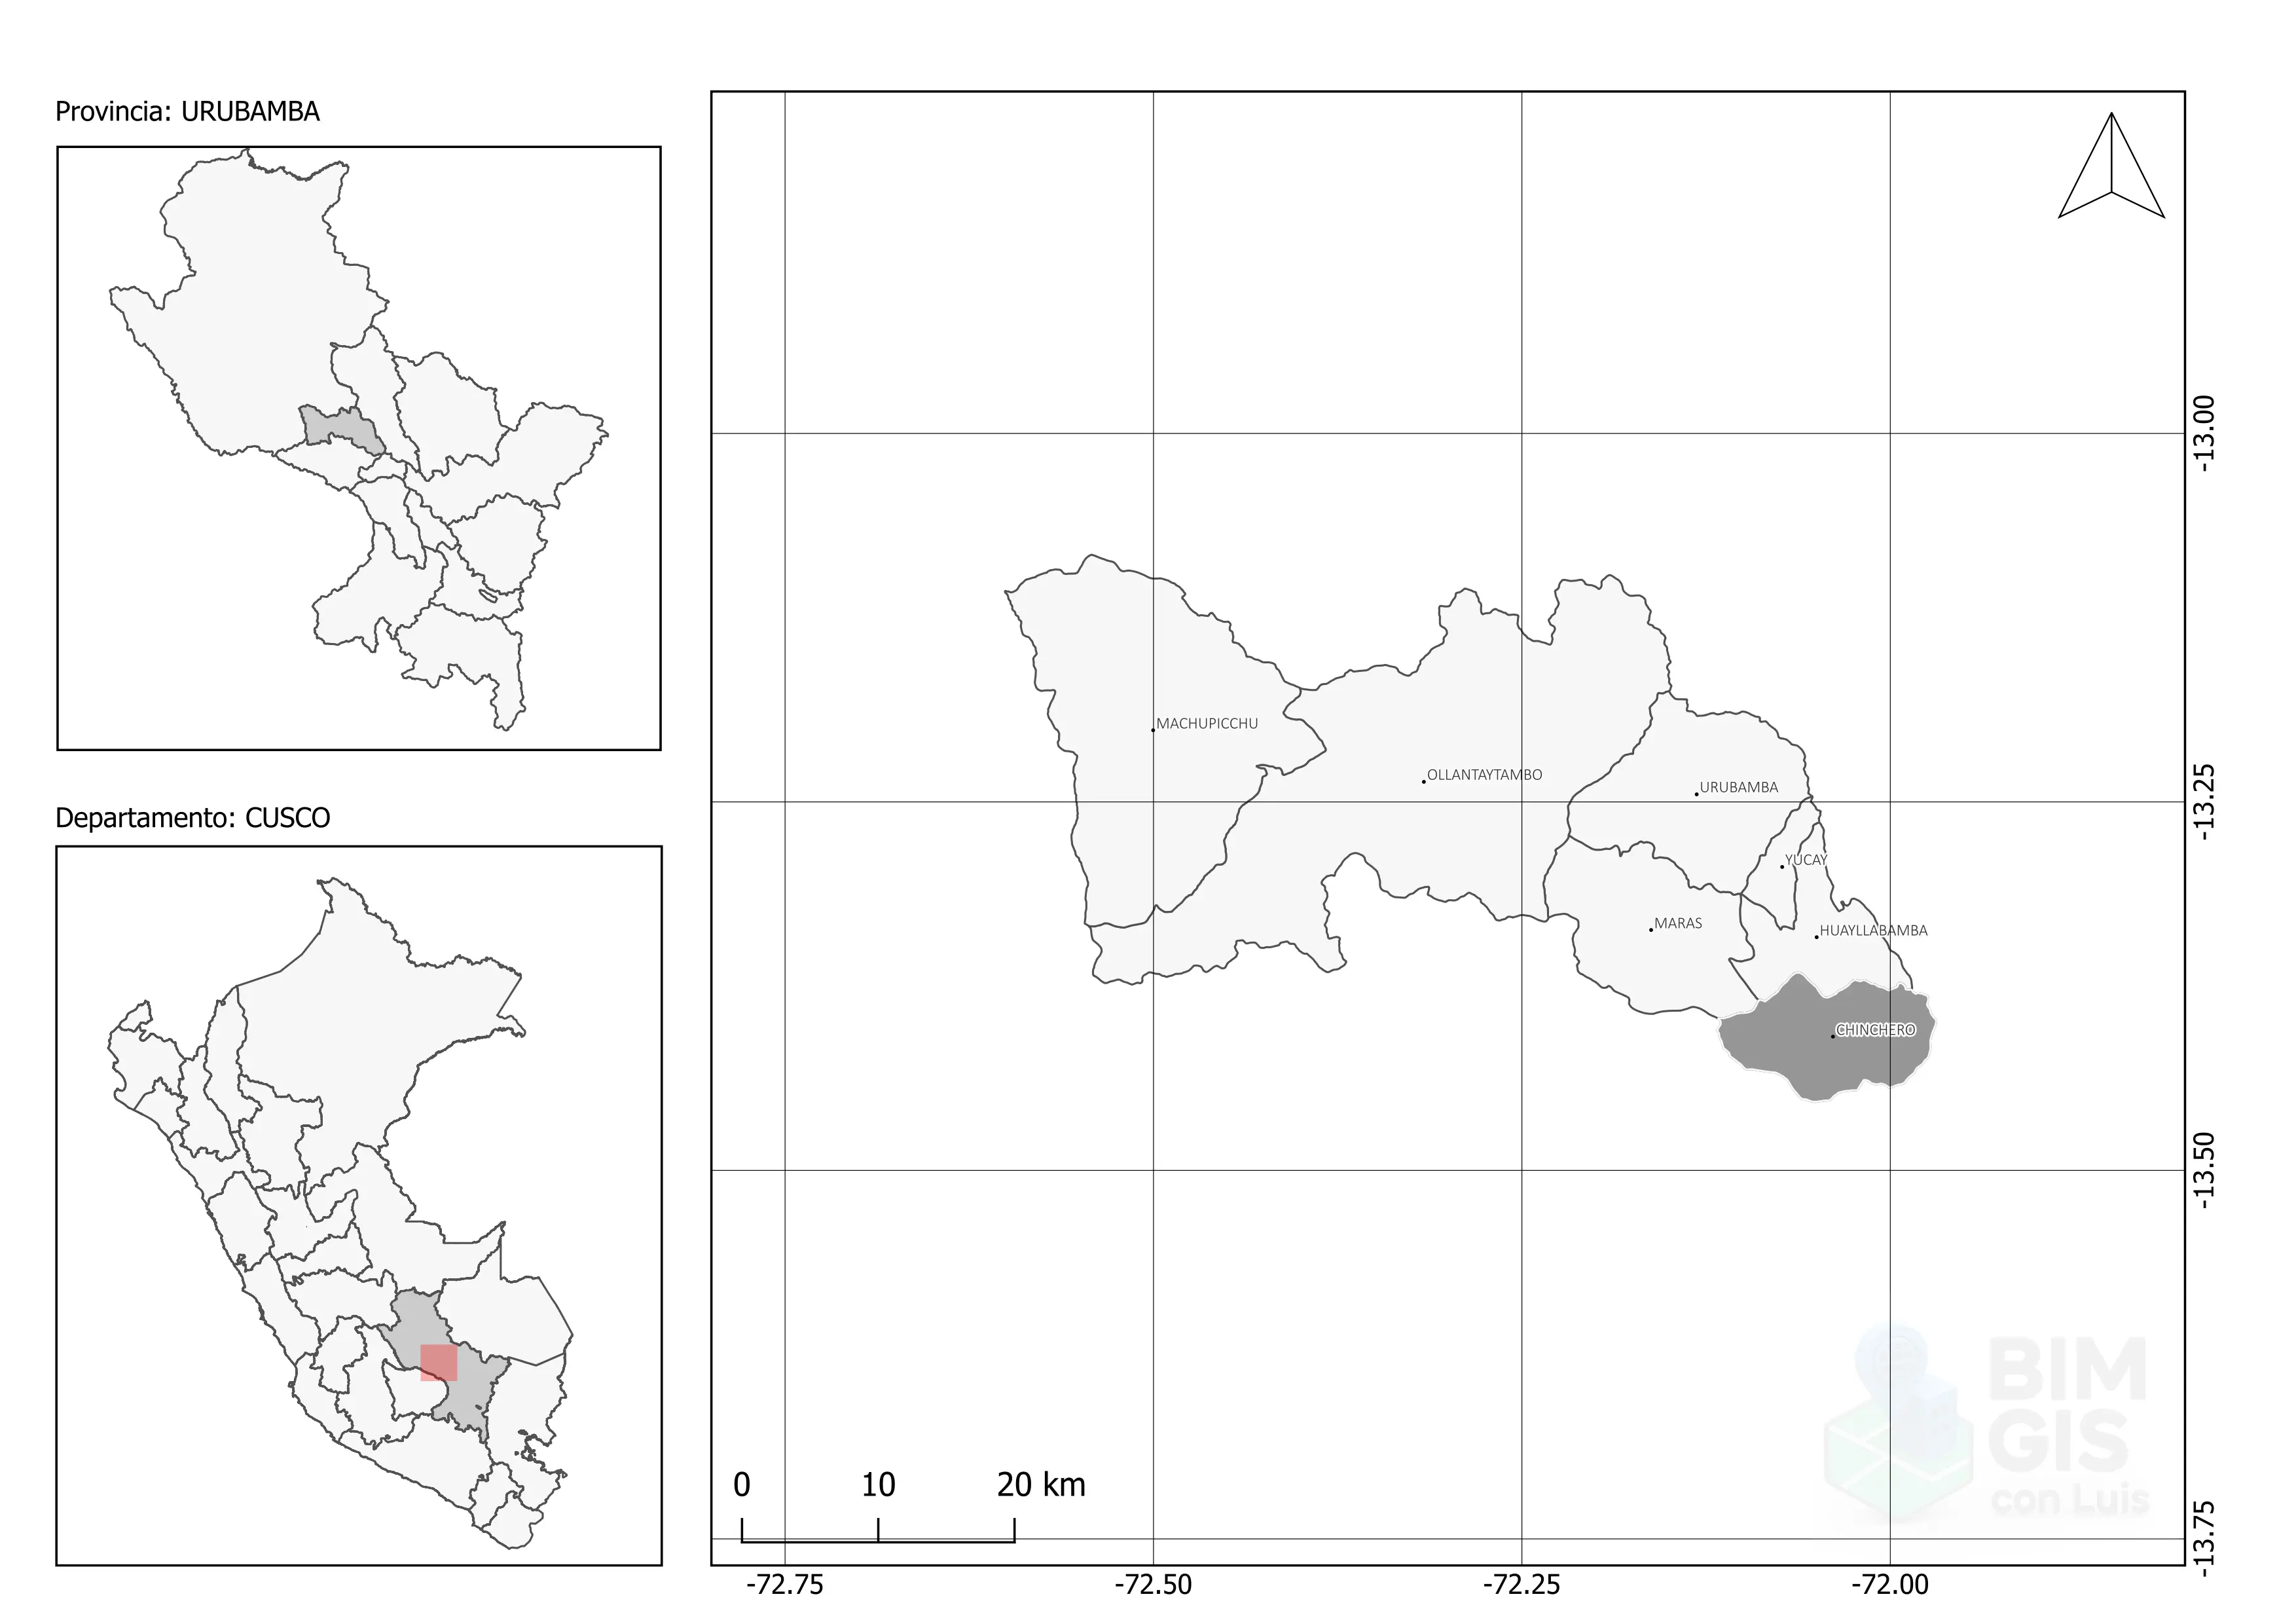 Provincia: URUBAMBA
Departamento: CUSCO
MACHUPICCHU
OLLANTAYTAMBO
URUBAMBA
YUCAY
MARAS
HUAYLLABAMBA
CHINCHERO
-13.00
-13.25
-13.50
-13.75
0 10 20 km
-72.75 -72.50 -72.25 -72.00
BIM
GIS
con Luis